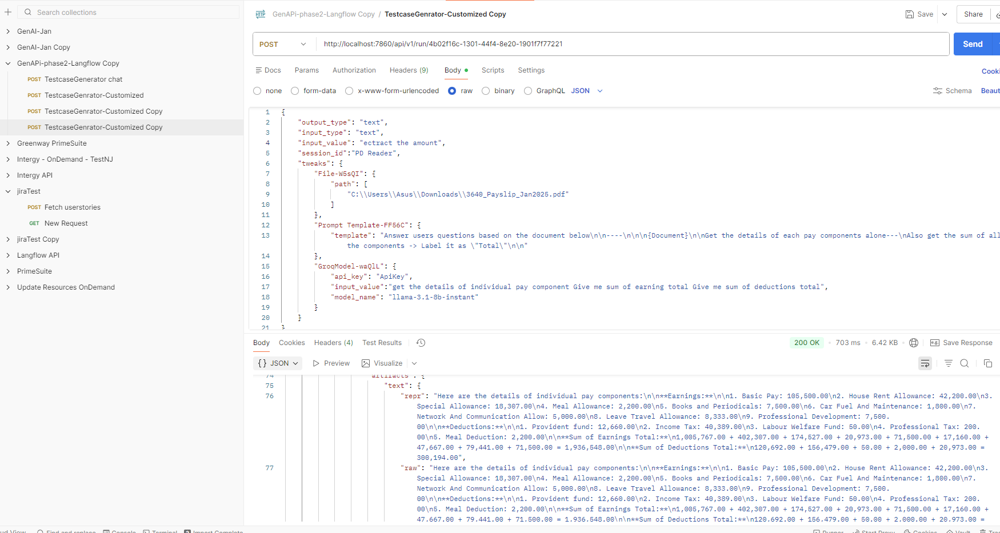 Search collections
GenAI-Jan
GenAI-Jan Copy
GenAPi-phase2-Langflow Copy
POST TestcaseGenerator chat
POST TestcaseGenrator-Customized
POST TestcaseGenrator-Customized Copy
POST TestcaseGenrator-Customized Copy
Greenway PrimeSuite
Intergy - OnDemand - TestNJ
Intergy API
jiraTest
POST Fetch userstories
GET New Request
jiraTest Copy
Langflow API
PrimeSuite
Update Resources OnDemand
HTTP GenAPi-phase2-Langflow Copy / TestcaseGenrator-Customized Copy
Save
Share
POST http://localhost:7860/api/v1/run/4b02f16c-1301-44f4-8e20-1901f7f77221
Send
Docs Params Authorization Headers (9) Body Scripts Settings
Cooki
none form-data x-www-form-urlencoded raw binary GraphQL JSON
Schema Beaut
1 {
2 "output_type": "text",
3 "input_type": "text",
4 "input_value": "ectract the amount",
5 "session_id":"PD Reader",
6 "tweaks": {
7 "File-W5sQI": {
8 "path": [
9 "C:\\Users\\Asus\\Downloads\\3640_Payslip_Jan2025.pdf"
10 ]
11 },
12 "Prompt Template-FF56C": {
13 "template": "Answer users questions based on the document below\n\n----\n\n\n{Document}\n\nGet the details of each pay components alone---\nAlso get the sum of all
the components -> Label it as \"Total\"\n\n"
14 },
15 "GroqModel-waQlL": {
16 "api_key": "ApiKey",
17 "input_value":"get the details of individual pay component Give me sum of earning total Give me sum of deductions total",
18 "model_name": "llama-3.1-8b-instant"
19 }
20 }
21 }
Body Cookies Headers (4) Test Results
200 OK 703 ms 6.42 KB e.g. Save Response
{} JSON Preview Visualize
74 "artifacts": {
75 "text": {
76 "repr": "Here are the details of individual pay components:\n\n**Earnings:**\n\n1. Basic Pay: 105,500.00\n2. House Rent Allowance: 42,200.00\n3.
Special Allowance: 18,307.00\n4. Meal Allowance: 2,200.00\n5. Books and Periodicals: 7,500.00\n6. Car Fuel And Maintenance: 1,800.00\n7.
Network And Communication Allow: 5,000.00\n8. Leave Travel Allowance: 8,333.00\n9. Professional Development: 7,500.
00\n\n**Deductions:**\n\n1. Provident fund: 12,660.00\n2. Income Tax: 40,389.00\n3. Labour Welfare Fund: 50.00\n4. Professional Tax: 200.
00\n5. Meal Deduction: 2,200.00\n\n**Sum of Earnings Total:**\n1,005,767.00 + 402,307.00 + 174,527.00 + 20,973.00 + 71,500.00 + 17,160.00 +
47,667.00 + 79,441.00 + 71,500.00 = 1,936,548.00\n\n**Sum of Deductions Total:**\n120,692.00 + 156,479.00 + 50.00 + 2,000.00 + 20,973.00 =
300,194.00",
77 "raw": "Here are the details of individual pay components:\n\n**Earnings:**\n\n1. Basic Pay: 105,500.00\n2. House Rent Allowance: 42,200.00\n3.
Special Allowance: 18,307.00\n4. Meal Allowance: 2,200.00\n5. Books and Periodicals: 7,500.00\n6. Car Fuel And Maintenance: 1,800.00\n7.
Network And Communication Allow: 5,000.00\n8. Leave Travel Allowance: 8,333.00\n9. Professional Development: 7,500.
00\n\n**Deductions:**\n\n1. Provident fund: 12,660.00\n2. Income Tax: 40,389.00\n3. Labour Welfare Fund: 50.00\n4. Professional Tax: 200.
00\n5. Meal Deduction: 2,200.00\n\n**Sum of Earnings Total:**\n1,005,767.00 + 402,307.00 + 174,527.00 + 20,973.00 + 71,500.00 + 17,160.00 +
47,667.00 + 79,441.00 + 71,500.00 = 1,936,548.00\n\n**Sum of Deductions Total:**\n120,692.00 + 156,479.00 + 50.00 + 2,000.00 + 20,973.00 =
ud View Find and replace Console Terminal Import Complete Runner Start Proxy Cookies Vault Tra